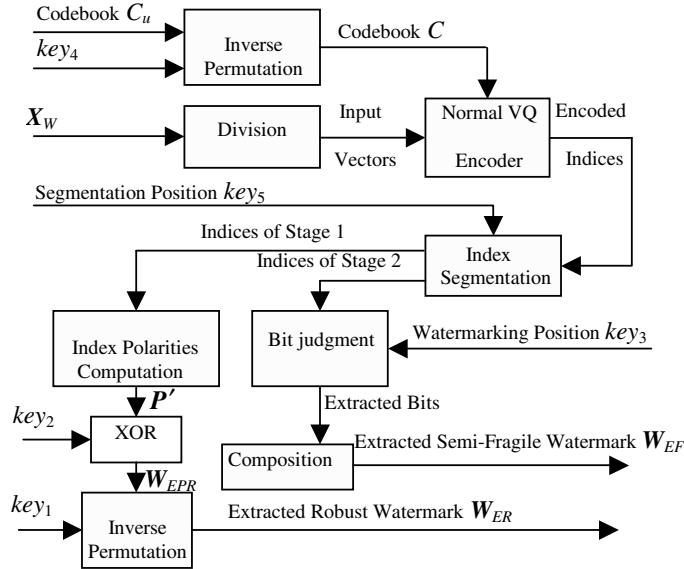 Codebook C_u
key_4
Inverse
Permutation
Codebook C
X_W
Division
Input
Vectors
Normal VQ
Encoder
Encoded
Indices
Segmentation Position key_5
Indices of Stage 1
Indices of Stage 2
Index
Segmentation
Index Polarities
Computation
Bit judgment
Watermarking Position key_3
P′
Extracted Bits
key_2
XOR
Composition
Extracted Semi-Fragile Watermark W_EF
W_EPR
key_1
Inverse
Permutation
Extracted Robust Watermark W_ER